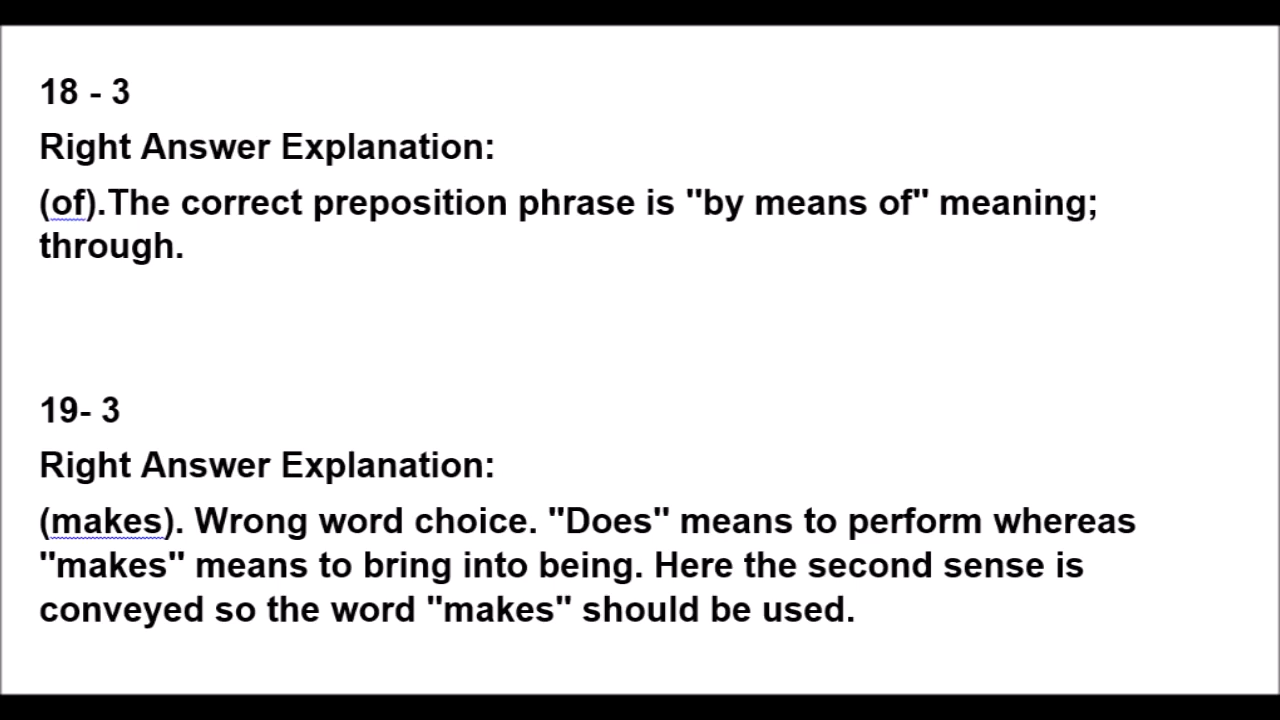 18 - 3
Right Answer Explanation:
(of).The correct preposition phrase is "by means of" meaning;
through.
19- 3
Right Answer Explanation:
(makes). Wrong word choice. "Does" means to perform whereas
"makes" means to bring into being. Here the second sense is
conveyed so the word "makes" should be used.